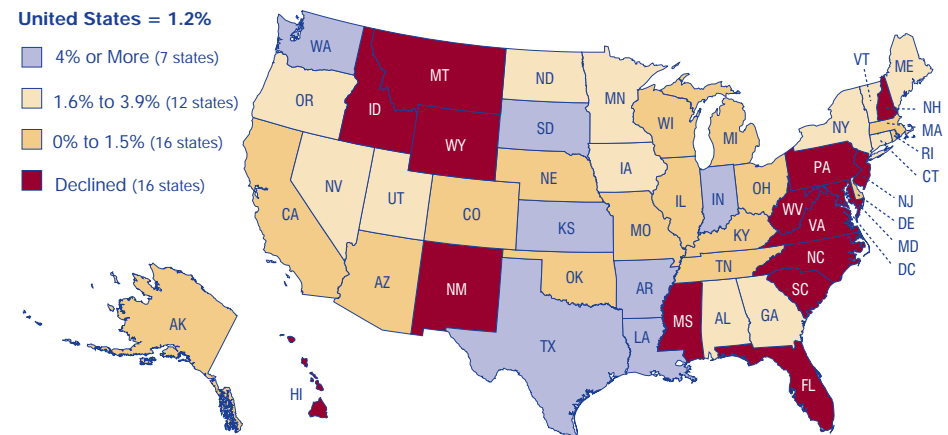 United States = 1.2%
4% or More (7 states)
1.6% to 3.9% (12 states)
0% to 1.5% (16 states)
Declined (16 states)
WA
MT
ND
MN
VT
ME
OR
ID
SD
WI
MI
NY
NH
MA
RI
CT
WY
IA
PA
NV
UT
NE
IL
IN
OH
NJ
DE
MD
DC
CA
CO
KS
MO
KY
WV
VA
AZ
NM
OK
AR
TN
NC
SC
MS
AL
GA
TX
LA
FL
AK
HI